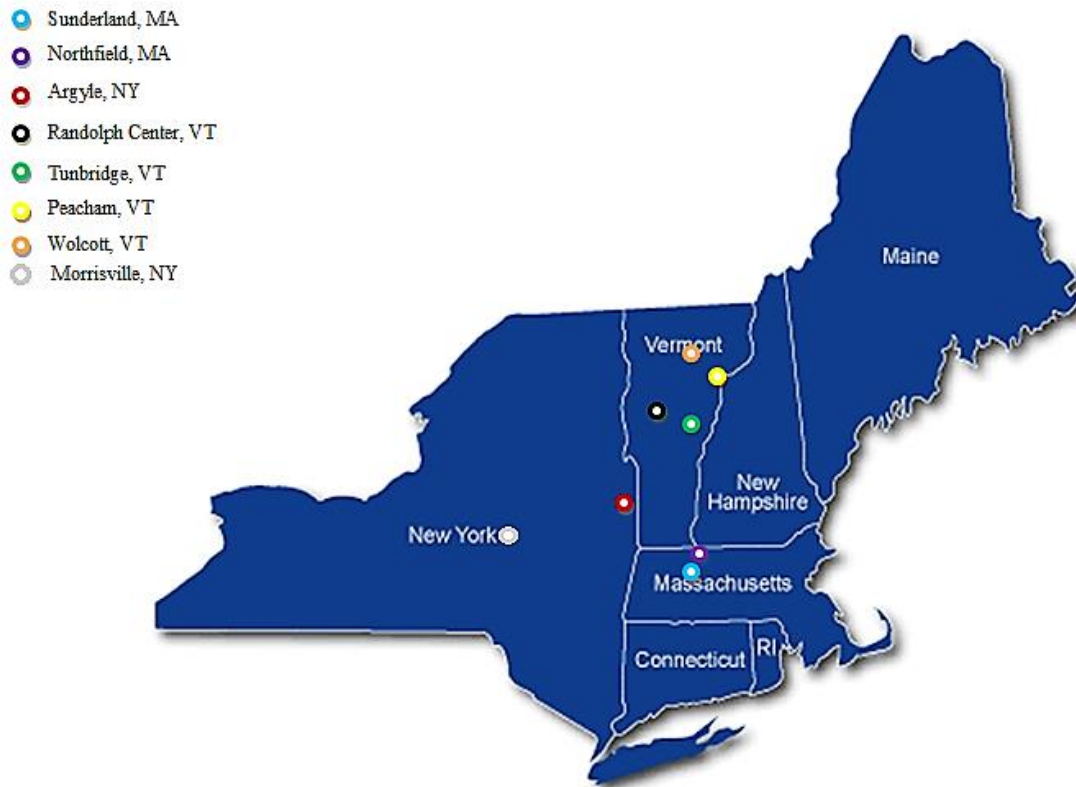 Sunderland, MA
Northfield, MA
Argyle, NY
Randolph Center, VT
Tunbridge, VT
Peacham, VT
Wolcott, VT
Morrisville, NY
Maine
Vermont
New
Hampshire
New York
Massachusetts
Connecticut
RI